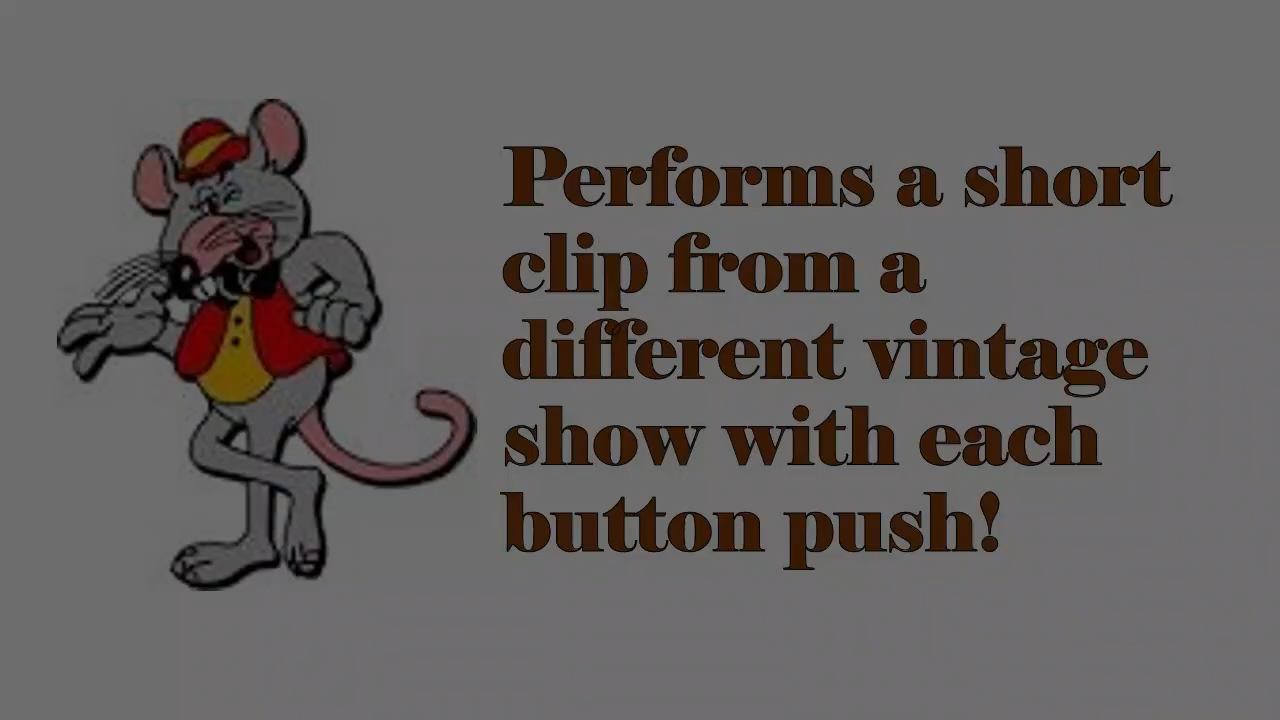 Performs a short
clip from a
different vintage
show with each
button push!